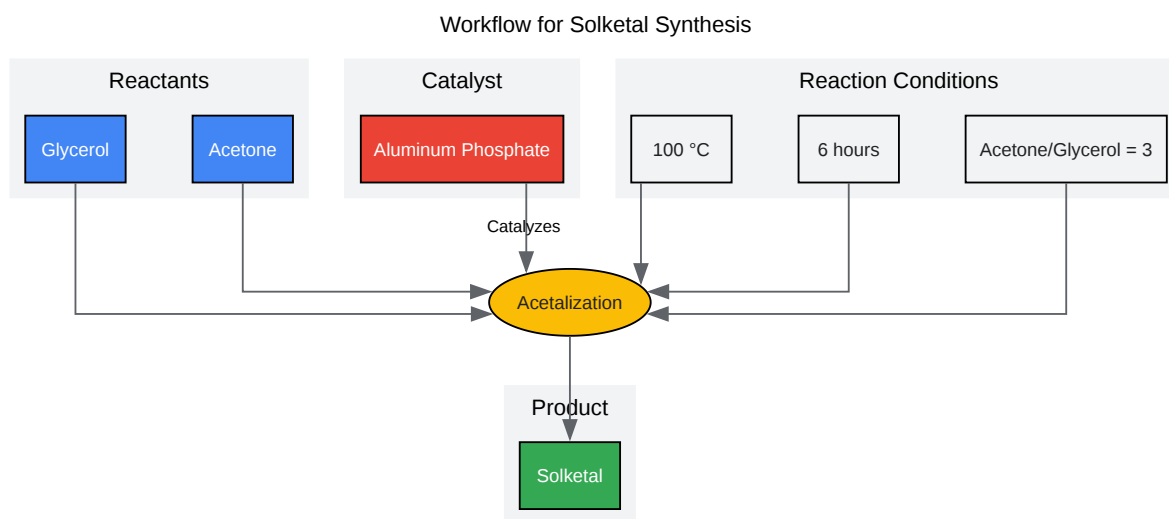 Workflow for Solketal Synthesis
Reactants
Catalyst
Reaction Conditions
Glycerol
Acetone
Aluminum Phosphate
100 °C
6 hours
Acetone/Glycerol = 3
Catalyzes
Acetalization
Product
Solketal